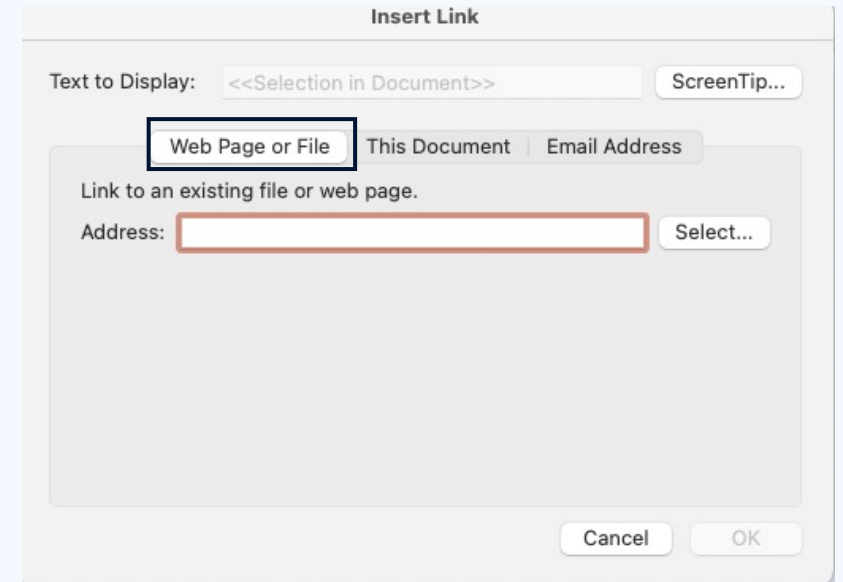 Insert Link
Text to Display: <<Selection in Document>> ScreenTip...
Web Page or File This Document Email Address
Link to an existing file or web page.
Address: Select...
Cancel OK